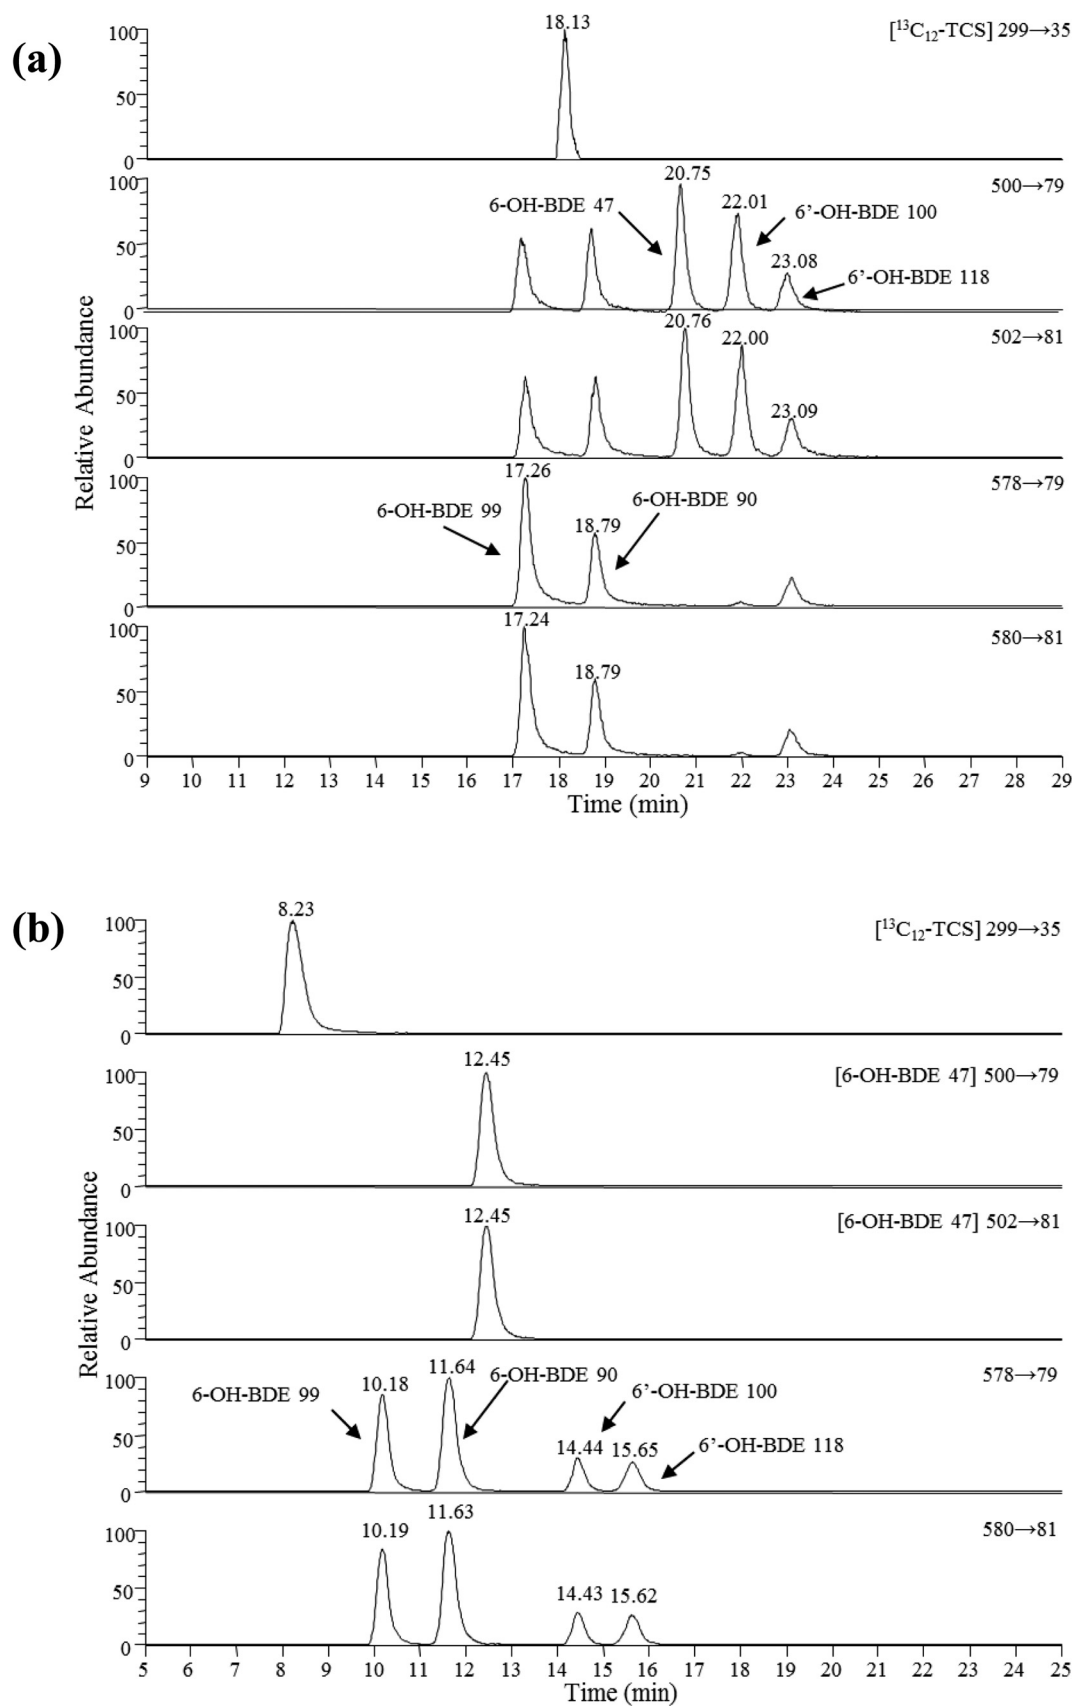 (a)
[¹³C₁₂-TCS] 299→35
18.13
100
50
0
500→79
20.75
22.01
23.08
6-OH-BDE 47
6’-OH-BDE 100
6’-OH-BDE 118
100
50
0
502→81
20.76
22.00
23.09
100
50
0
578→79
17.26
18.79
6-OH-BDE 99
6-OH-BDE 90
100
50
0
580→81
17.24
18.79
100
50
0
Relative Abundance
9 10 11 12 13 14 15 16 17 18 19 20 21 22 23 24 25 26 27 28 29
Time (min)
(b)
[¹³C₁₂-TCS] 299→35
8.23
100
50
0
[6-OH-BDE 47] 500→79
12.45
100
50
0
[6-OH-BDE 47] 502→81
12.45
100
50
0
578→79
10.18
11.64
14.44
15.65
6-OH-BDE 99
6-OH-BDE 90
6’-OH-BDE 100
6’-OH-BDE 118
100
50
0
580→81
10.19
11.63
14.43
15.62
100
50
0
Relative Abundance
5 6 7 8 9 10 11 12 13 14 15 16 17 18 19 20 21 22 23 24 25
Time (min)